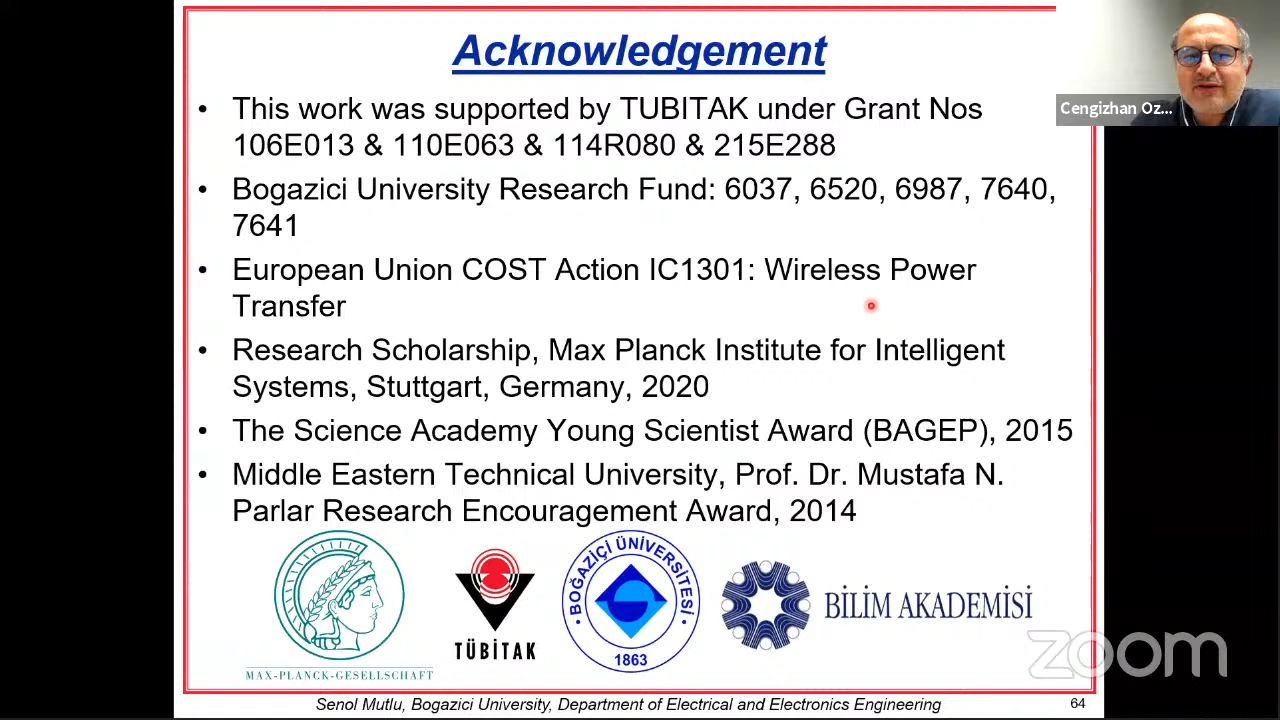 Acknowledgement
Cengizhan Oz...
• This work was supported by TUBITAK under Grant Nos
106E013 & 110E063 & 114R080 & 215E288
• Bogazici University Research Fund: 6037, 6520, 6987, 7640,
7641
• European Union COST Action IC1301: Wireless Power
Transfer
• Research Scholarship, Max Planck Institute for Intelligent
Systems, Stuttgart, Germany, 2020
• The Science Academy Young Scientist Award (BAGEP), 2015
• Middle Eastern Technical University, Prof. Dr. Mustafa N.
Parlar Research Encouragement Award, 2014
MAX-PLANCK-GESELLSCHAFT
TÜBİTAK
BOĞAZİÇİ ÜNİVERSİTESİ
1863
BİLİM AKADEMİSİ
zoom
Senol Mutlu, Bogazici University, Department of Electrical and Electronics Engineering
64